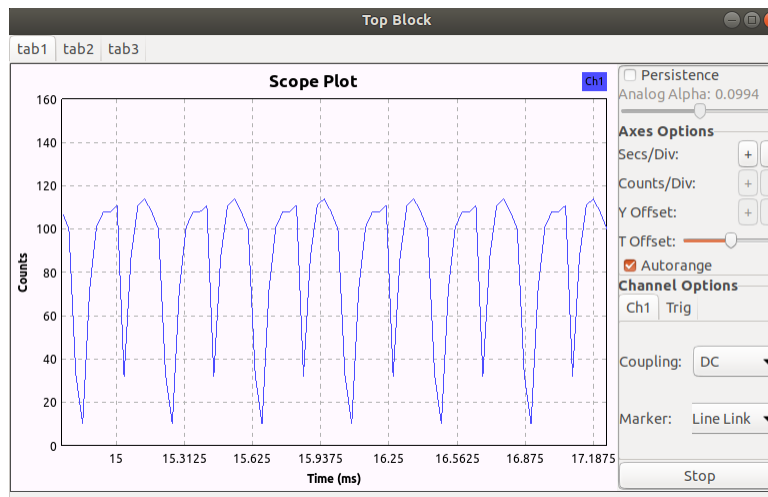 Top Block
tab1 tab2 tab3
Scope Plot
Ch1
160
140
120
100
80
60
40
20
0
Counts
15 15.3125 15.625 15.9375 16.25 16.5625 16.875 17.1875
Time (ms)
Persistence
Analog Alpha: 0.0994
Axes Options
Secs/Div: +
Counts/Div: +
Y Offset: +
T Offset:
Autorange
Channel Options
Ch1 Trig
Coupling: DC
Marker: Line Link
Stop